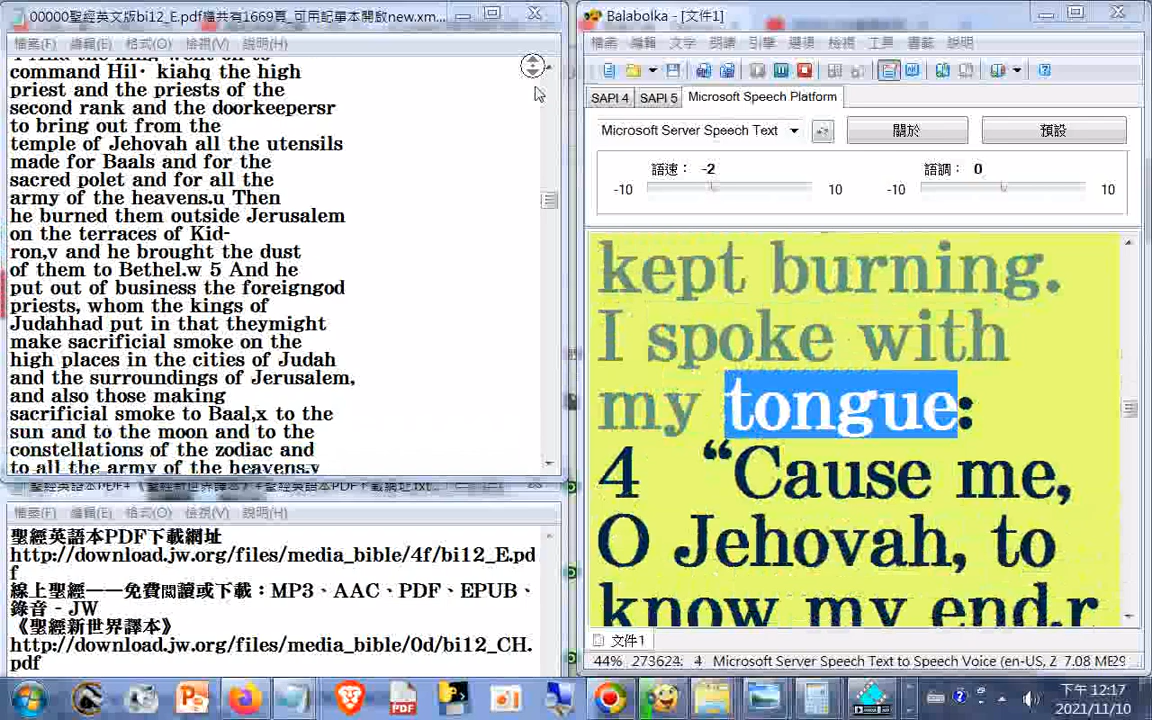 00000聖經英文版bi12_E.pdf檔共有1669頁_可用記事本開啟new.xm...
檔案(F) 編輯(E) 格式(O) 檢視(V) 說明(H)
command Hil· kiahq the high
priest and the priests of the
second rank and the doorkeepersr
to bring out from the
temple of Jehovah all the utensils
made for Baals and for the
sacred polet and for all the
army of the heavens.u Then
he burned them outside Jerusalem
on the terraces of Kid-
ron,v and he brought the dust
of them to Bethel.w 5 And he
put out of business the foreigngod
priests, whom the kings of
Judahhad put in that theymight
make sacrificial smoke on the
high places in the cities of Judah
and the surroundings of Jerusalem,
and also those making
sacrificial smoke to Baal,x to the
sun and to the moon and to the
constellations of the zodiac and
to all the army of the heavens.y
檔案(F) 編輯(E) 格式(O) 檢視(V) 說明(H)
聖經英語本PDF下載網址
http://download.jw.org/files/media_bible/4f/bi12_E.pd
f
線上聖經——免費閱讀或下載：MP3、AAC、PDF、EPUB、
錄音 - JW
《聖經新世界譯本》
http://download.jw.org/files/media_bible/0d/bi12_CH.
pdf
Balabolka - [文件1]
檔案 編輯 文字 朗讀 引擎 選項 檢視 工具 書籤 說明
SAPI 4 SAPI 5 Microsoft Speech Platform
Microsoft Server Speech Text 關於 預設
語速： -2 語調： 0
-10 10 -10 10
kept burning.
I spoke with
my tongue:
4 “Cause me,
O Jehovah, to
know my end,r
文件1
44% 273624: 4 Microsoft Server Speech Text to Speech Voice (en-US, Z 7.08 ME29
PDF
下午 12:17
2021/11/10